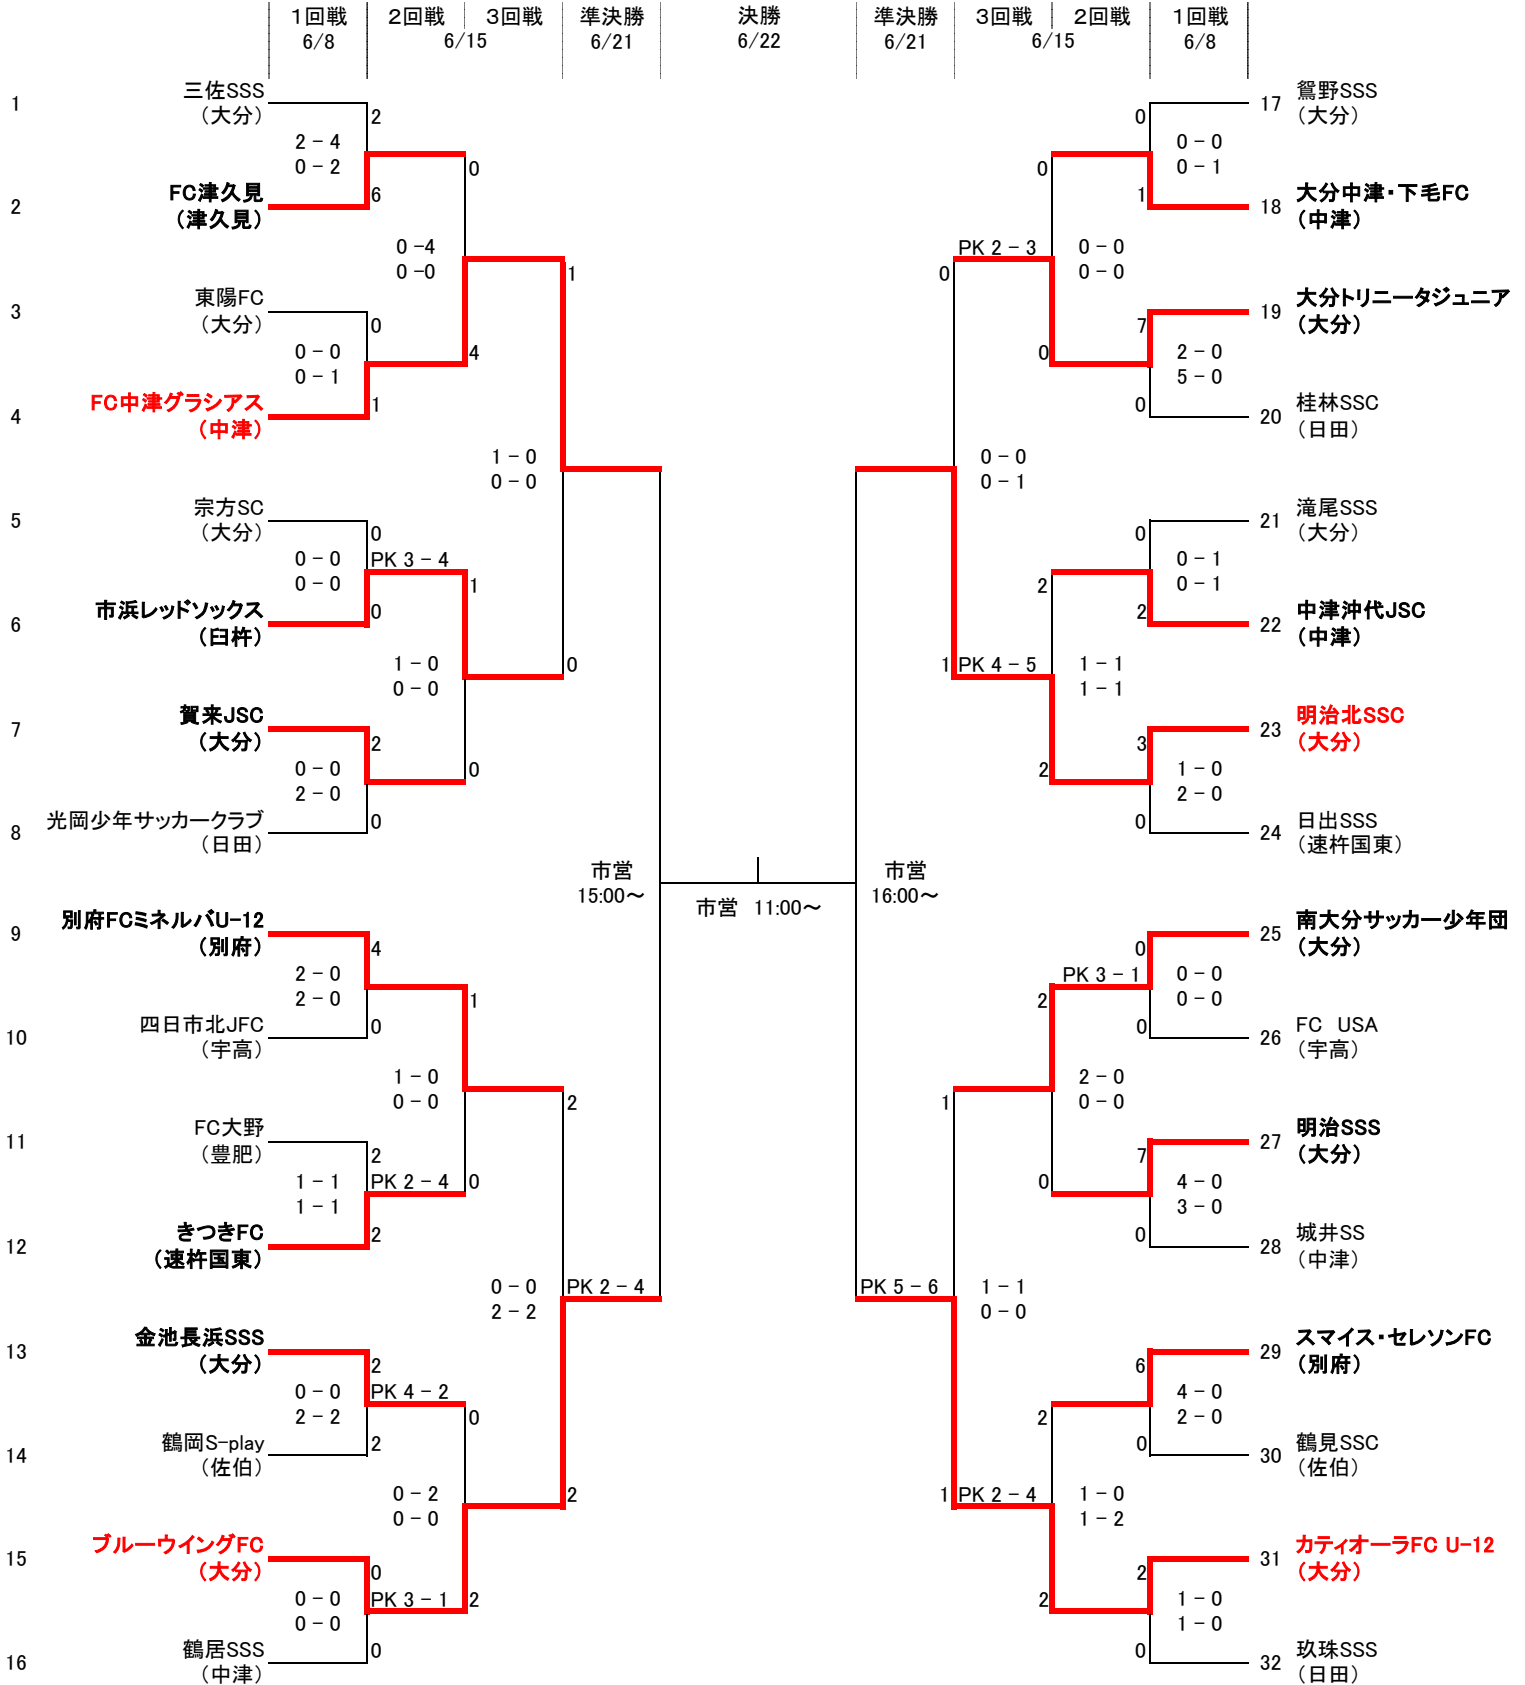 1回戦 2回戦 3回戦 準決勝 決勝 準決勝 3回戦 2回戦 1回戦
6/8 6/15 6/21 6/22 6/21 6/15 6/8
1 三佐SSS
(大分)
2
2 - 4
0 - 2
2 FC津久見
(津久見)
6
0
0 -4
0 -0
3 東陽FC
(大分)
0
0 - 0
0 - 1
4 FC中津グラシアス
(中津)
1
4
1
1 - 0
0 - 0
5 宗方SC
(大分)
0
0 - 0
0 - 0
PK 3 - 4
6 市浜レッドソックス
(臼杵)
0
1
1 - 0
0 - 0
0
7 賀来JSC
(大分)
2
0 - 0
2 - 0
0
8 光岡少年サッカークラブ
(日田)
0
市営
15:00~
市営 11:00~
市営
16:00~
9 別府FCミネルバU-12
(別府)
4
2 - 0
2 - 0
1
10 四日市北JFC
(宇高)
0
1 - 0
0 - 0
2
11 FC大野
(豊肥)
2
1 - 1
1 - 1
PK 2 - 4
0
12 きつきFC
(速杵国東)
2
0 - 0
2 - 2
PK 2 - 4
13 金池長浜SSS
(大分)
2
0 - 0
2 - 2
PK 4 - 2
0
14 鶴岡S-play
(佐伯)
2
0 - 2
0 - 0
2
15 ブルーウイングFC
(大分)
0
0 - 0
0 - 0
PK 3 - 1
2
16 鶴居SSS
(中津)
0
17 鴛野SSS
(大分)
0
0 - 0
0 - 1
0
18 大分中津・下毛FC
(中津)
1
PK 2 - 3
0 - 0
0 - 0
0
19 大分トリニータジュニア
(大分)
7
2 - 0
5 - 0
0
20 桂林SSC
(日田)
0
0 - 0
0 - 1
21 滝尾SSS
(大分)
0
0 - 1
0 - 1
2
22 中津沖代JSC
(中津)
2
1
PK 4 - 5
1 - 1
1 - 1
23 明治北SSC
(大分)
3
1 - 0
2 - 0
2
24 日出SSS
(速杵国東)
0
25 南大分サッカー少年団
(大分)
0
PK 3 - 1
0 - 0
0 - 0
2
26 FC USA
(宇高)
0
2 - 0
0 - 0
1
27 明治SSS
(大分)
7
4 - 0
3 - 0
0
28 城井SS
(中津)
0
PK 5 - 6
1 - 1
0 - 0
29 スマイス・セレソンFC
(別府)
6
4 - 0
2 - 0
2
30 鶴見SSC
(佐伯)
0
1
PK 2 - 4
1 - 0
1 - 2
31 カティオーラFC U-12
(大分)
2
1 - 0
1 - 0
2
32 玖珠SSS
(日田)
0